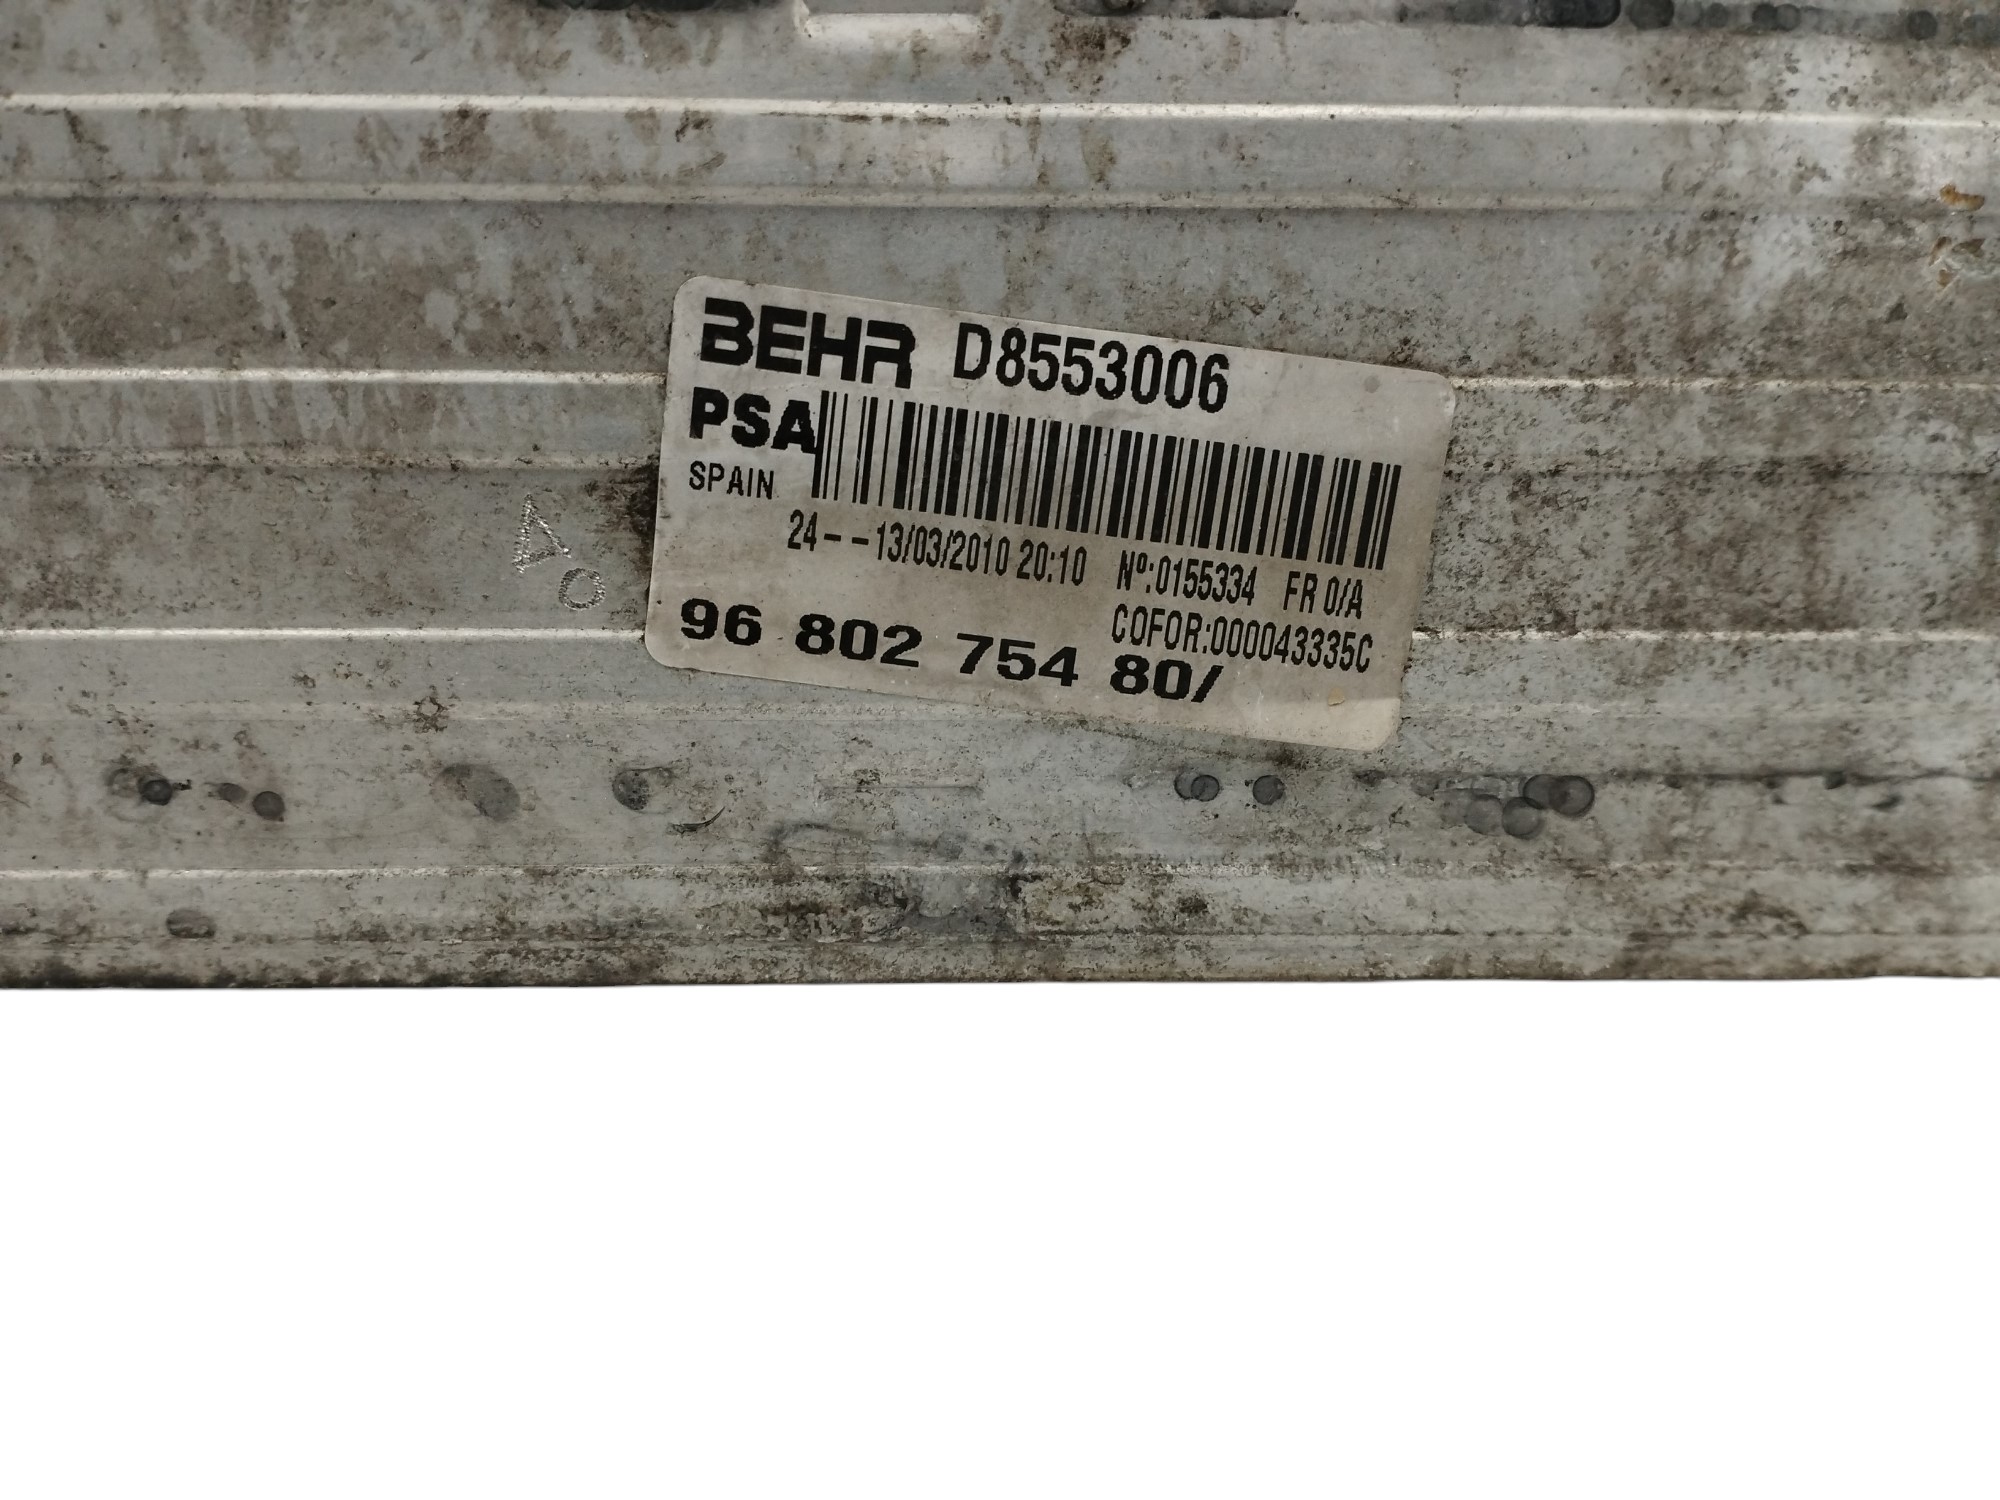 BEHR D8553006
PSA
SPAIN
24--13/03/2010 20:10 Nº:0155334 FR 0/A
COFOR:000043335C
96 802 754 80/